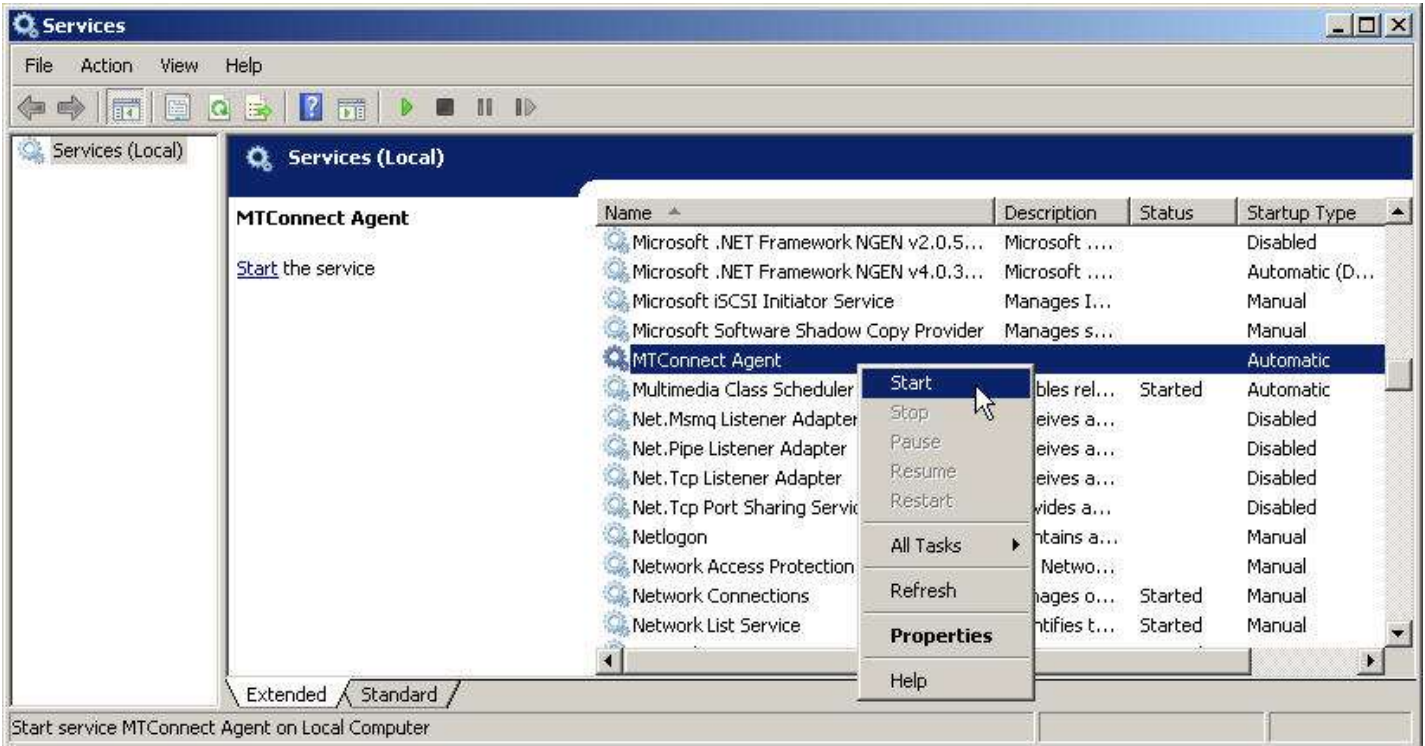 Services
File Action View Help
Services (Local)
Services (Local)
MTConnect Agent
Start the service
Name Description Status Startup Type
Microsoft .NET Framework NGEN v2.0.5... Microsoft .... Disabled
Microsoft .NET Framework NGEN v4.0.3... Microsoft .... Automatic (D...
Microsoft iSCSI Initiator Service Manages I... Manual
Microsoft Software Shadow Copy Provider Manages s... Manual
MTConnect Agent Automatic
Multimedia Class Scheduler bles rel... Started Automatic
Net.Msmq Listener Adapter eives a... Disabled
Net.Pipe Listener Adapter eives a... Disabled
Net.Tcp Listener Adapter eives a... Disabled
Net.Tcp Port Sharing Servic vides a... Disabled
Netlogon ntains a... Manual
Network Access Protection Netwo... Manual
Network Connections nages o... Started Manual
Network List Service ntifies t... Started Manual
Start
Stop
Pause
Resume
Restart
All Tasks
Refresh
Properties
Help
Extended Standard
Start service MTConnect Agent on Local Computer